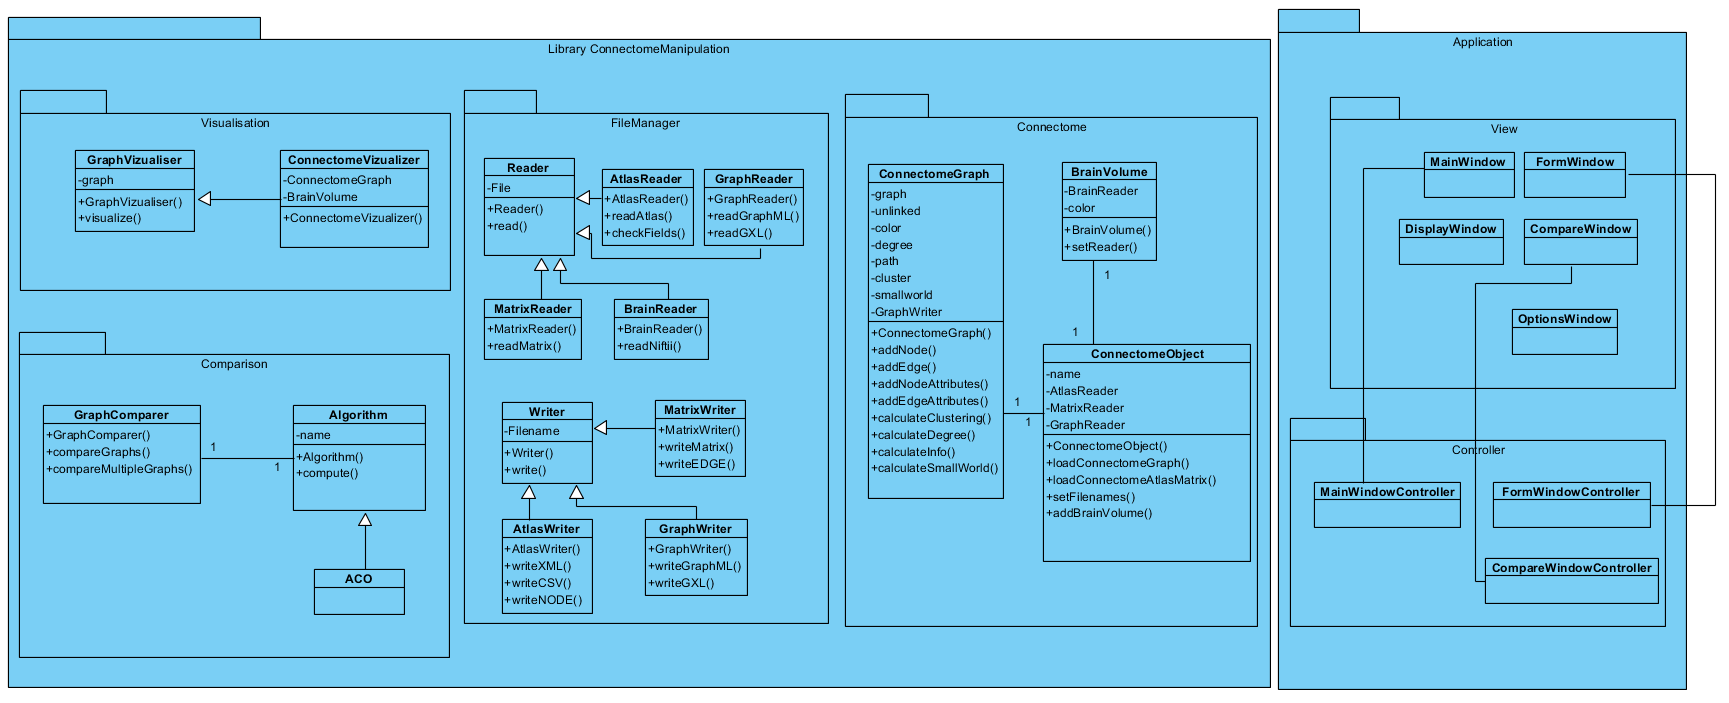 Library ConnectomeManipulation
Visualisation
GraphVizualiser
-graph
+GraphVizualiser()
+visualize()
ConnectomeVizualizer
-ConnectomeGraph
-BrainVolume
+ConnectomeVizualizer()
Comparison
GraphComparer
+GraphComparer()
+compareGraphs()
+compareMultipleGraphs()
1
1
Algorithm
-name
+Algorithm()
+compute()
ACO
FileManager
Reader
-File
+Reader()
+read()
AtlasReader
+AtlasReader()
+readAtlas()
+checkFields()
GraphReader
+GraphReader()
+readGraphML()
+readGXL()
MatrixReader
+MatrixReader()
+readMatrix()
BrainReader
+BrainReader()
+readNiftii()
Writer
-Filename
+Writer()
+write()
MatrixWriter
+MatrixWriter()
+writeMatrix()
+writeEDGE()
AtlasWriter
+AtlasWriter()
+writeXML()
+writeCSV()
+writeNODE()
GraphWriter
+GraphWriter()
+writeGraphML()
+writeGXL()
Connectome
ConnectomeGraph
-graph
-unlinked
-color
-degree
-path
-cluster
-smallworld
-GraphWriter
+ConnectomeGraph()
+addNode()
+addEdge()
+addNodeAttributes()
+addEdgeAttributes()
+calculateClustering()
+calculateDegree()
+calculateInfo()
+calculateSmallWorld()
BrainVolume
-BrainReader
-color
+BrainVolume()
+setReader()
1
1
ConnectomeObject
-name
-AtlasReader
-MatrixReader
-GraphReader
+ConnectomeObject()
+loadConnectomeGraph()
+loadConnectomeAtlasMatrix()
+setFilenames()
+addBrainVolume()
1
1
Application
View
MainWindow
FormWindow
DisplayWindow
CompareWindow
OptionsWindow
Controller
MainWindowController
FormWindowController
CompareWindowController